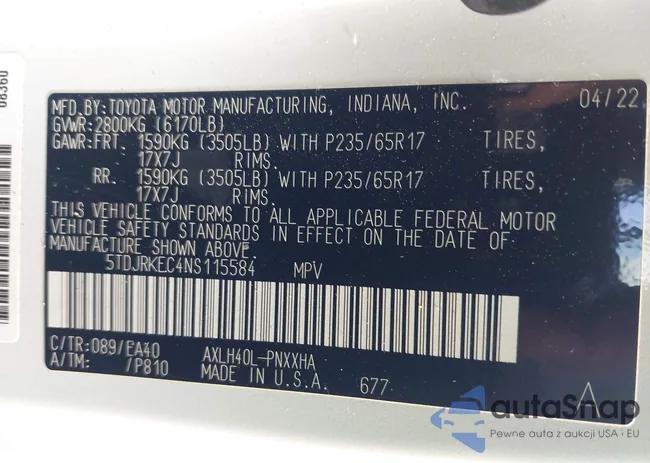 08360
MFD.BY:TOYOTA MOTOR MANUFACTURING, INDIANA, INC. 04/22
GVWR:2800KG (6170LB)
GAWR:FRT. 1590KG (3505LB) WITH P235/65R17 TIRES,
17X7J RIMS.
RR. 1590KG (3505LB) WITH P235/65R17 TIRES,
17X7J RIMS.
THIS VEHICLE CONFORMS TO ALL APPLICABLE FEDERAL MOTOR
VEHICLE SAFETY STANDARDS IN EFFECT ON THE DATE OF
MANUFACTURE SHOWN ABOVE.
5TDJRKEC4NS115584 MPV
C/TR:089/EA40 AXLH40L-PNXXHA
A/TM: /P810 MADE IN U.S.A. 677 A
autaSnap
Pewne auta z aukcji USA i EU